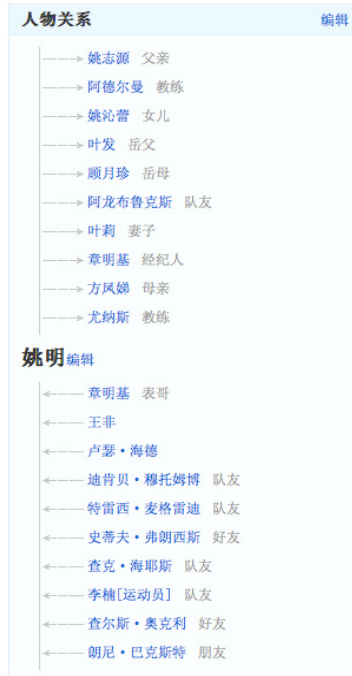 人物关系 编辑
姚志源 父亲
阿德尔曼 教练
姚沁蕾 女儿
叶发 岳父
顾月珍 岳母
阿龙布鲁克斯 队友
叶莉 妻子
章明基 经纪人
方凤娣 母亲
尤纳斯 教练
姚明编辑
章明基 表哥
王非
卢瑟·海德
迪肯贝·穆托姆博 队友
特雷西·麦格雷迪 队友
史蒂夫·弗朗西斯 好友
查克·海耶斯 队友
李楠[运动员] 队友
查尔斯·奥克利 好友
朗尼·巴克斯特 朋友